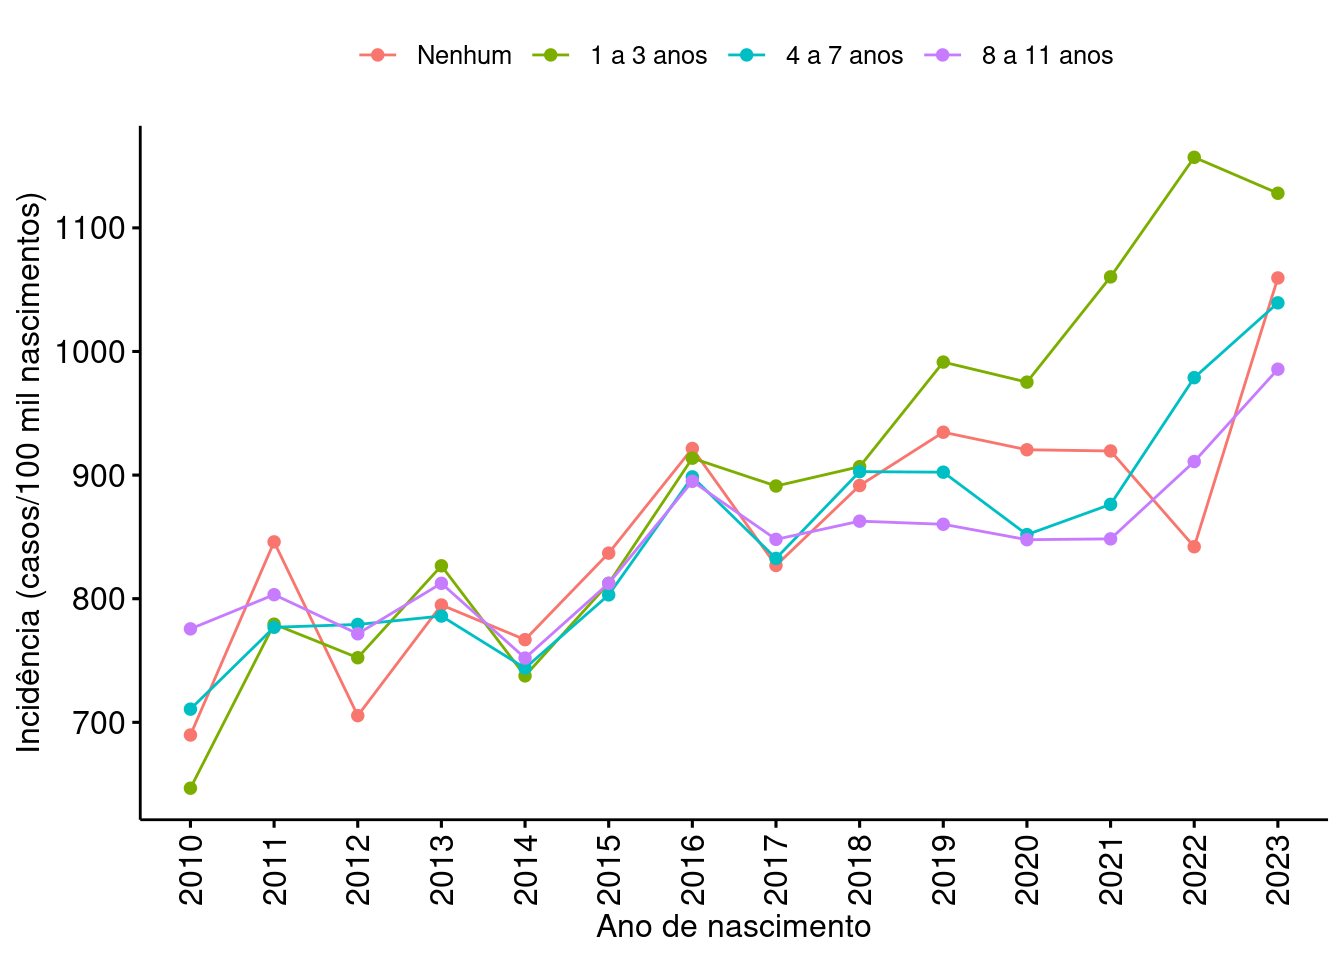 Nenhum 1 a 3 anos 4 a 7 anos 8 a 11 anos
Incidência (casos/100 mil nascimentos)
1100
1000
900
800
700
2010 2011 2012 2013 2014 2015 2016 2017 2018 2019 2020 2021 2022 2023
Ano de nascimento